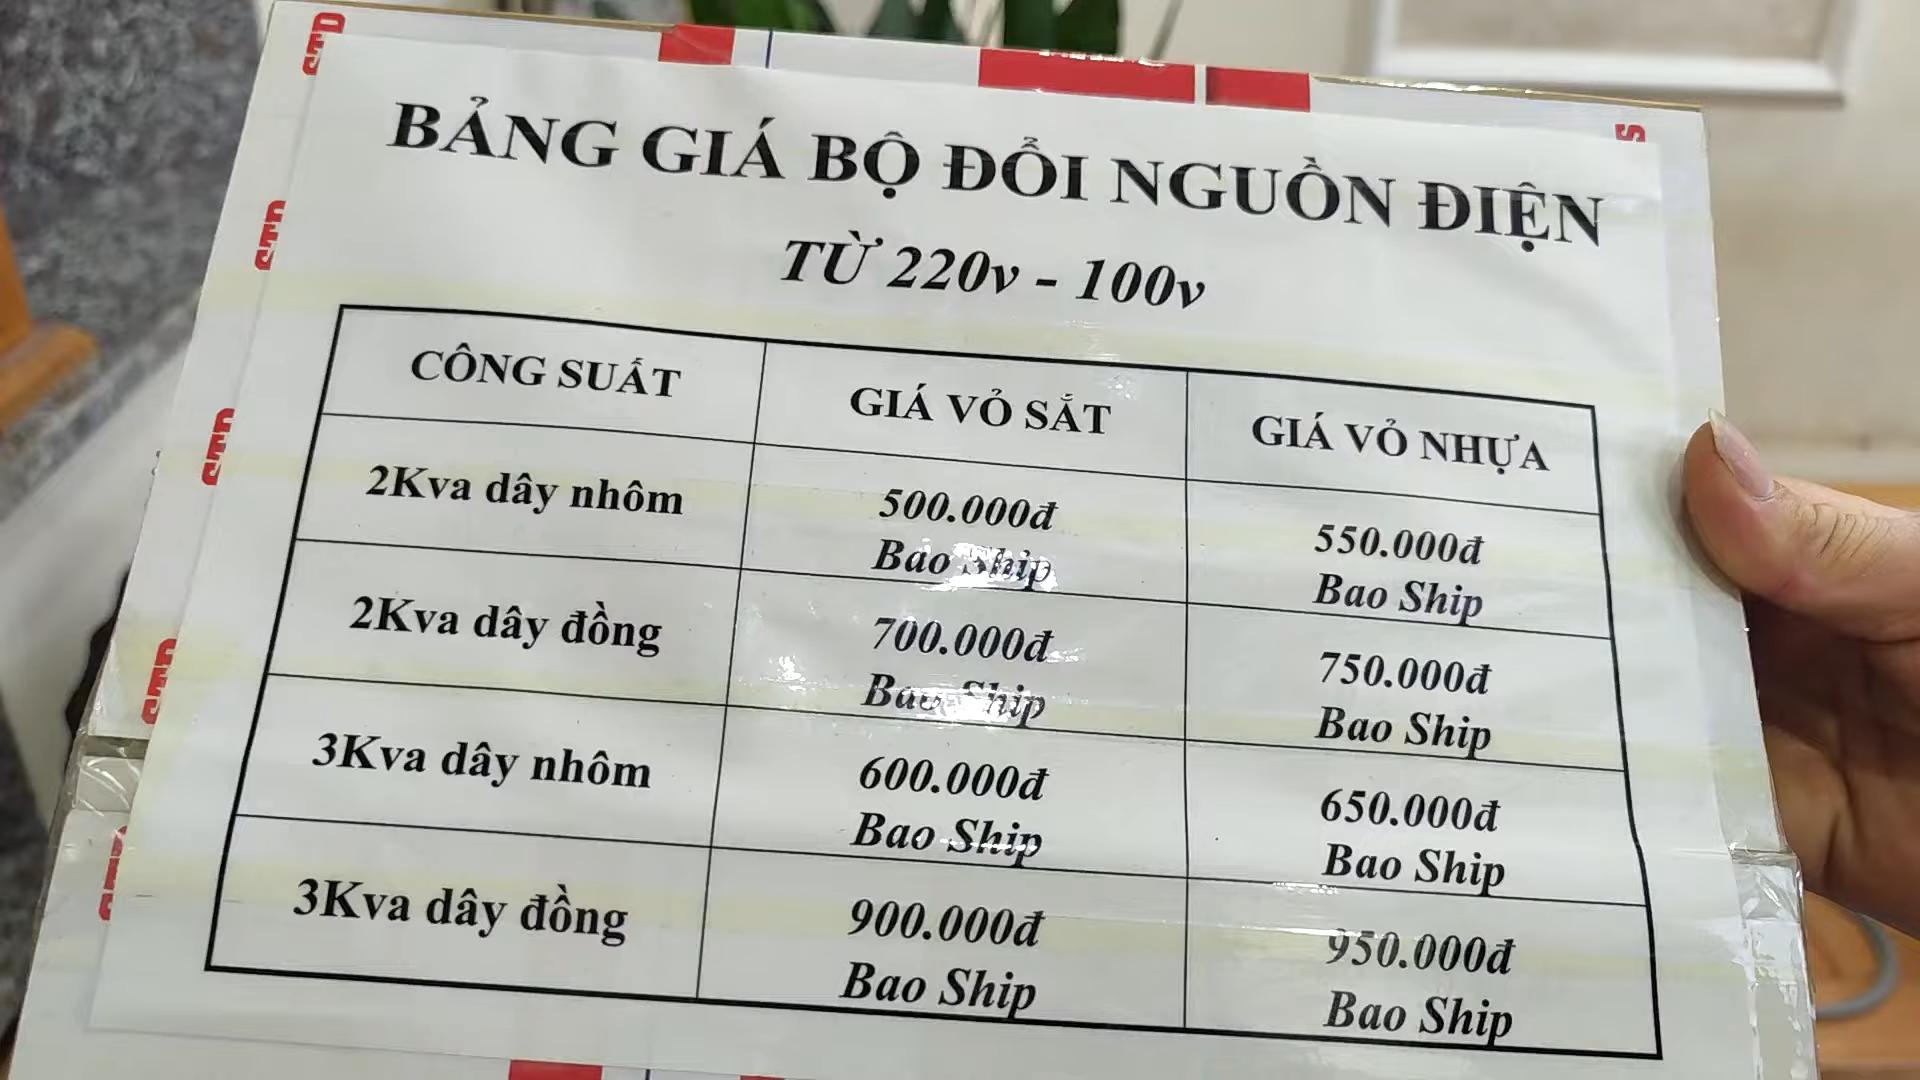 BẢNG GIÁ BỘ ĐỔI NGUỒN ĐIỆN
TỪ 220v - 100v
CÔNG SUẤT GIÁ VỎ SẮT GIÁ VỎ NHỰA
2Kva dây nhôm 500.000đ 550.000đ
Bao Ship Bao Ship
2Kva dây đồng 700.000đ 750.000đ
Bao Ship Bao Ship
3Kva dây nhôm 600.000đ 650.000đ
Bao Ship Bao Ship
3Kva dây đồng 900.000đ 950.000đ
Bao Ship Bao Ship